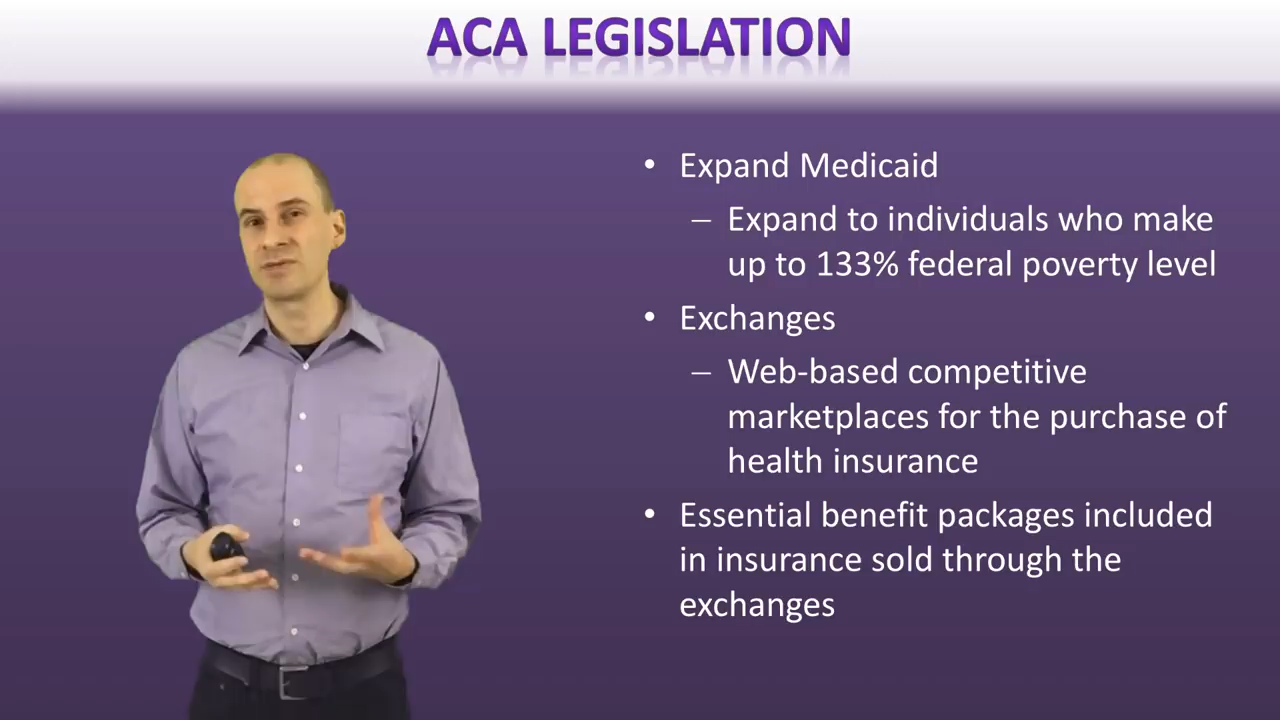 ACA LEGISLATION
• Expand Medicaid
– Expand to individuals who make
up to 133% federal poverty level
• Exchanges
– Web-based competitive
marketplaces for the purchase of
health insurance
• Essential benefit packages included
in insurance sold through the
exchanges